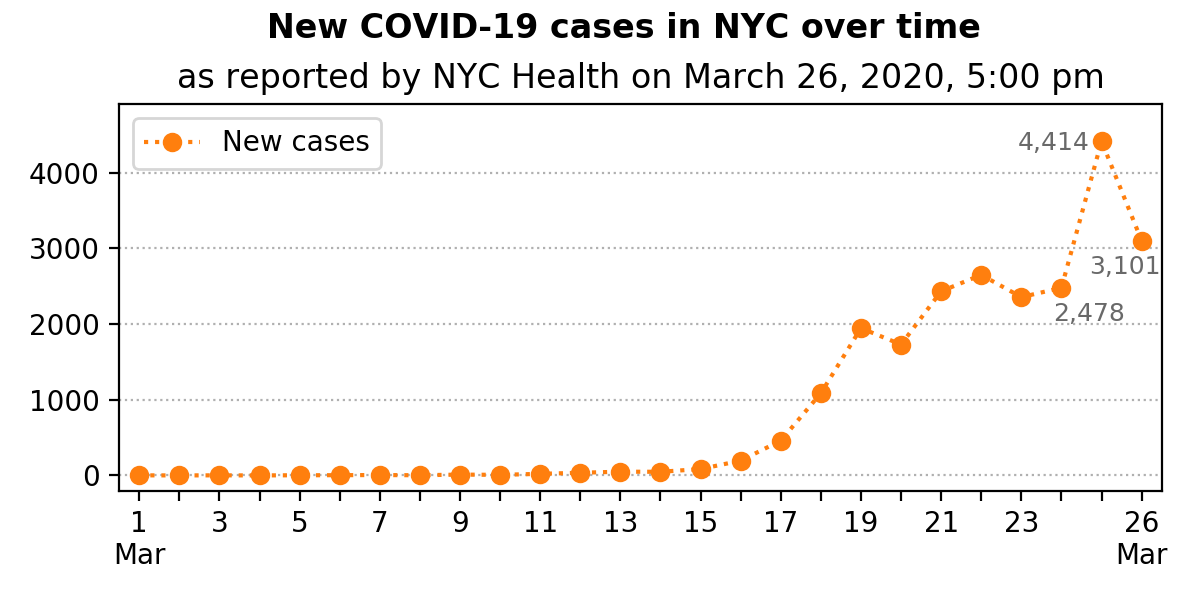 New COVID-19 cases in NYC over time
as reported by NYC Health on March 26, 2020, 5:00 pm
New cases
4,414
4000
3000
3,101
2,478
2000
1000
0
1 3 5 7 9 11 13 15 17 19 21 23 26
Mar Mar